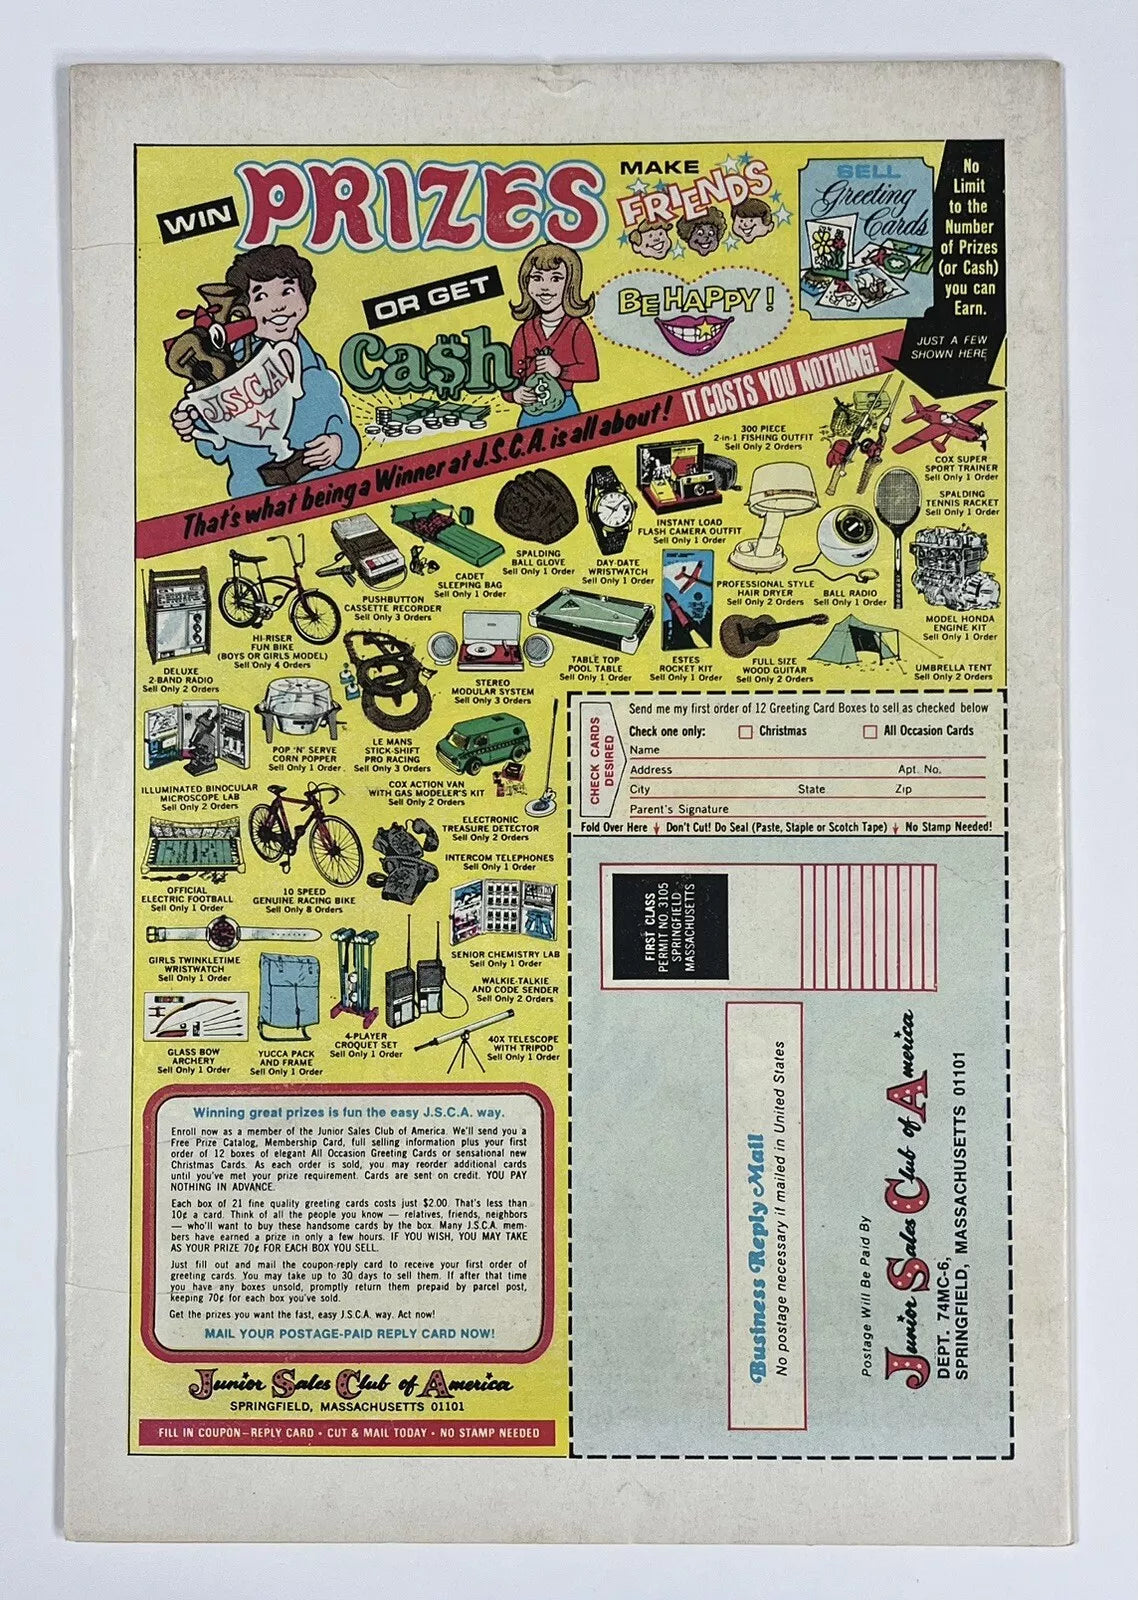 WIN PRIZES
OR GET
Cash
MAKE
FRIENDS
BE HAPPY!
SELL
Greeting
Cards
No
Limit
to the
Number
of Prizes
(or Cash)
you can
Earn.
JUST A FEW
SHOWN HERE
J.S.C.A.
That's what being a Winner at J.S.C.A. is all about! IT COSTS YOU NOTHING!
300 PIECE
2-in-1 FISHING OUTFIT
Sell Only 2 Orders
COX SUPER
SPORT TRAINER
Sell Only 1 Order
SPALDING
TENNIS RACKET
Sell Only 1 Order
INSTANT LOAD
FLASH CAMERA OUTFIT
Sell Only 1 Order
SPALDING
BALL GLOVE
Sell Only 1 Order
DAY-DATE
WRISTWATCH
Sell Only 1 Order
CADET
SLEEPING BAG
Sell Only 1 Order
PUSHBUTTON
CASSETTE RECORDER
Sell Only 3 Orders
PROFESSIONAL STYLE
HAIR DRYER
Sell Only 2 Orders
BALL RADIO
Sell Only 1 Order
MODEL HONDA
ENGINE KIT
Sell Only 1 Order
HI-RISER
FUN BIKE
(BOYS OR GIRLS MODEL)
Sell Only 4 Orders
DELUXE
2-BAND RADIO
Sell Only 2 Orders
STEREO
MODULAR SYSTEM
Sell Only 3 Orders
TABLE TOP
POOL TABLE
Sell Only 1 Order
ESTES
ROCKET KIT
Sell Only 1 Order
FULL SIZE
WOOD GUITAR
Sell Only 2 Orders
UMBRELLA TENT
Sell Only 2 Orders
POP 'N' SERVE
CORN POPPER
Sell Only 1 Order
LE MANS
STICK-SHIFT
PRO RACING
Sell Only 3 Orders
COX ACTION VAN
WITH GAS MODELER'S KIT
Sell Only 2 Orders
ILLUMINATED BINOCULAR
MICROSCOPE LAB
Sell Only 2 Orders
ELECTRONIC
TREASURE DETECTOR
Sell Only 2 Orders
INTERCOM TELEPHONES
Sell Only 1 Order
OFFICIAL
ELECTRIC FOOTBALL
Sell Only 1 Order
10 SPEED
GENUINE RACING BIKE
Sell Only 8 Orders
SENIOR CHEMISTRY LAB
Sell Only 1 Order
GIRLS TWINKLETIME
WRISTWATCH
Sell Only 1 Order
WALKIE-TALKIE
AND CODE SENDER
Sell Only 2 Orders
GLASS BOW
ARCHERY
Sell Only 1 Order
YUCCA PACK
AND FRAME
Sell Only 1 Order
4-PLAYER
CROQUET SET
Sell Only 1 Order
40X TELESCOPE
WITH TRIPOD
Sell Only 1 Order
Winning great prizes is fun the easy J.S.C.A. way.
Enroll now as a member of the Junior Sales Club of America. We'll send you a
Free Prize Catalog, Membership Card, full selling information plus your first
order of 12 boxes of elegant All Occasion Greeting Cards or sensational new
Christmas Cards. As each order is sold, you may reorder additional cards
until you've met your prize requirement. Cards are sent on credit. YOU PAY
NOTHING IN ADVANCE.
Each box of 21 fine quality greeting cards costs just $2.00. That's less than
10¢ a card. Think of all the people you know — relatives, friends, neighbors
— who'll want to buy these handsome cards by the box. Many J.S.C.A. mem-
bers have earned a prize in only a few hours. IF YOU WISH, YOU MAY TAKE
AS YOUR PRIZE 70¢ FOR EACH BOX YOU SELL.
Just fill out and mail the coupon-reply card to receive your first order of
greeting cards. You may take up to 30 days to sell them. If after that time
you have any boxes unsold, promptly return them prepaid by parcel post,
keeping 70¢ for each box you've sold.
Get the prizes you want the fast, easy J.S.C.A. way. Act now!
MAIL YOUR POSTAGE-PAID REPLY CARD NOW!
Junior Sales Club of America
SPRINGFIELD, MASSACHUSETTS 01101
FILL IN COUPON–REPLY CARD • CUT & MAIL TODAY • NO STAMP NEEDED
CHECK CARDS
DESIRED
Send me my first order of 12 Greeting Card Boxes to sell as checked below
Check one only: Christmas All Occasion Cards
Name
Address Apt. No.
City State Zip
Parent's Signature
Fold Over Here Don't Cut! Do Seal (Paste, Staple or Scotch Tape) No Stamp Needed!
FIRST CLASS
PERMIT NO. 3105
SPRINGFIELD
MASSACHUSETTS
Business Reply Mail
No postage necessary if mailed in United States
Postage Will Be Paid By
Junior Sales Club of America
DEPT. 74MC-6,
SPRINGFIELD, MASSACHUSETTS 01101